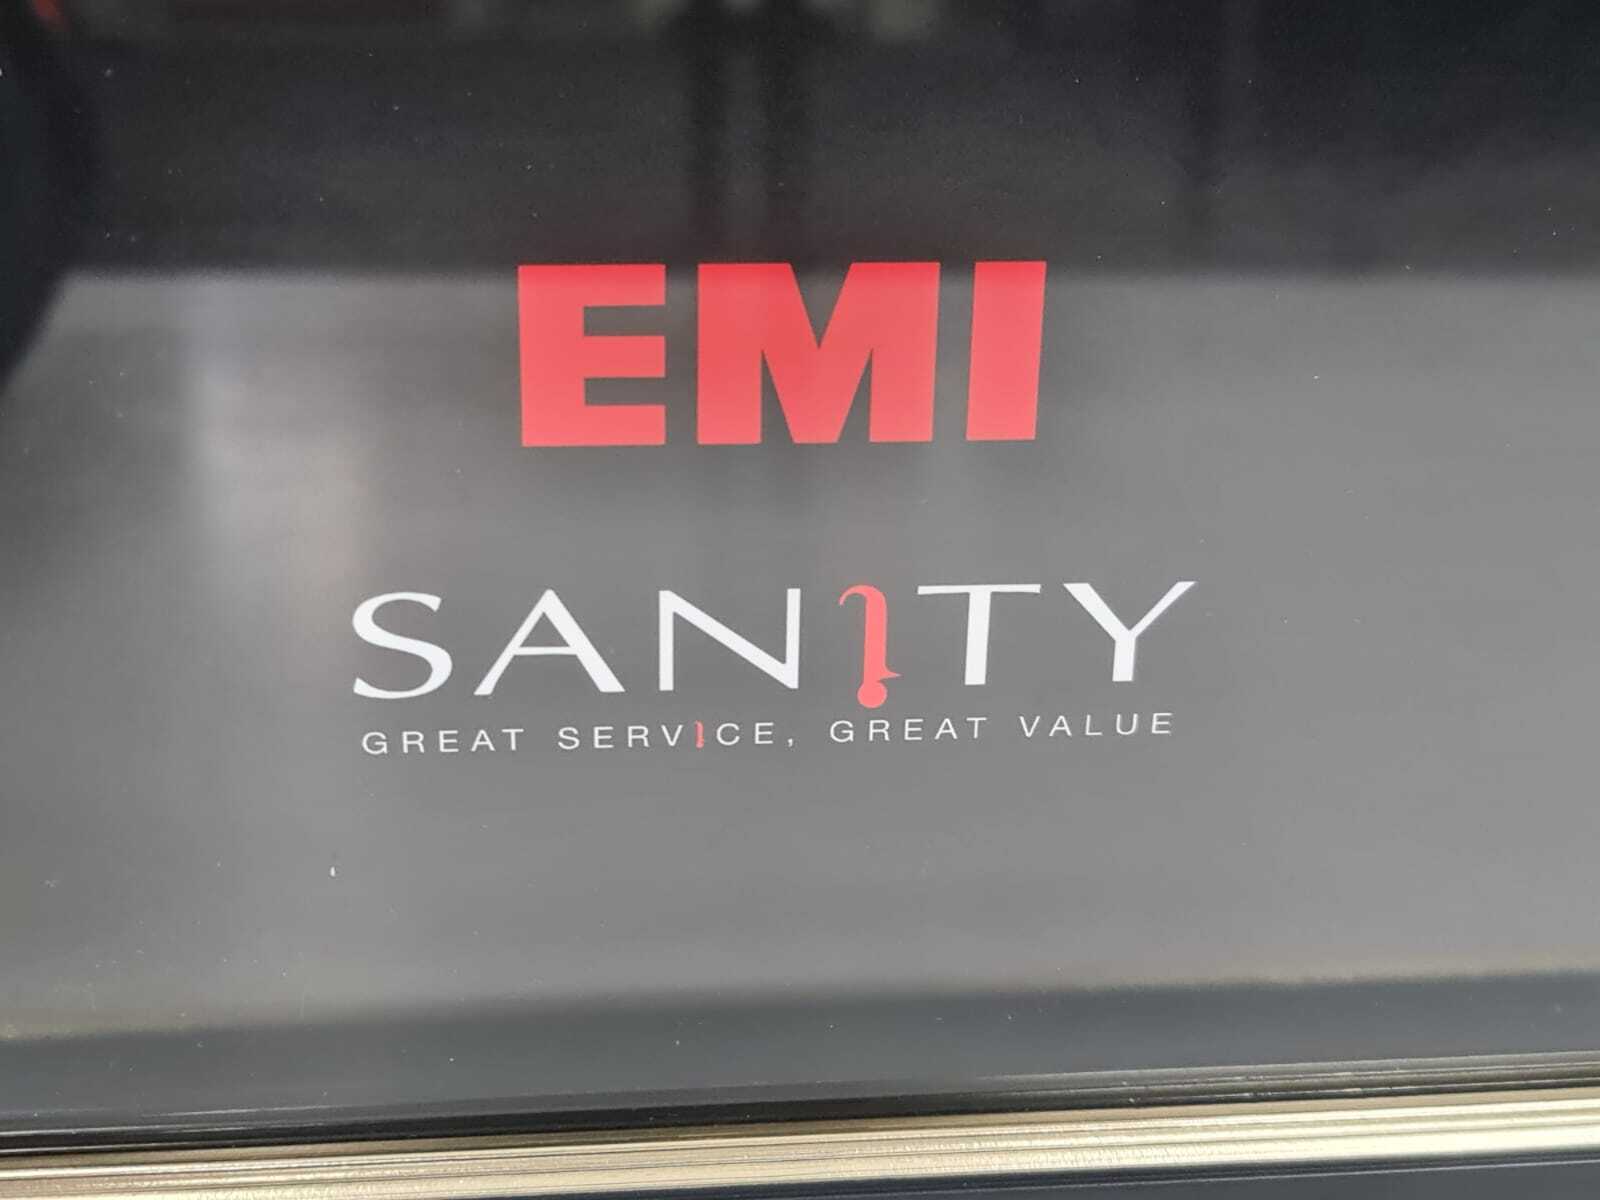 EMI
SANITY
GREAT SERVICE, GREAT VALUE